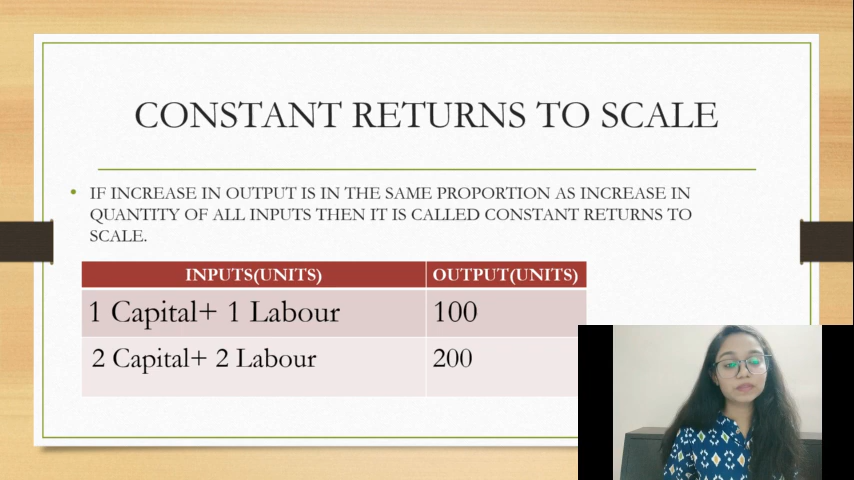 CONSTANT RETURNS TO SCALE
• IF INCREASE IN OUTPUT IS IN THE SAME PROPORTION AS INCREASE IN
QUANTITY OF ALL INPUTS THEN IT IS CALLED CONSTANT RETURNS TO
SCALE.
INPUTS(UNITS) OUTPUT(UNITS)
1 Capital+ 1 Labour 100
2 Capital+ 2 Labour 200